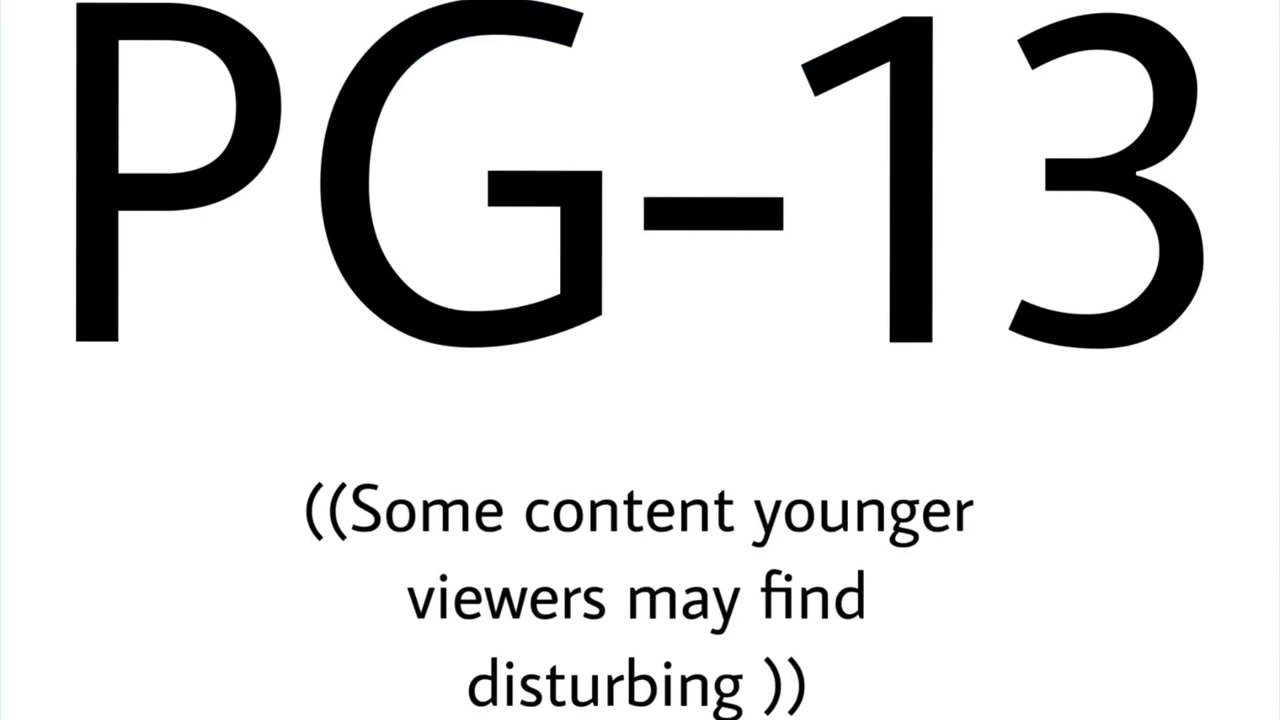 PG-13
((Some content younger
viewers may find
disturbing ))